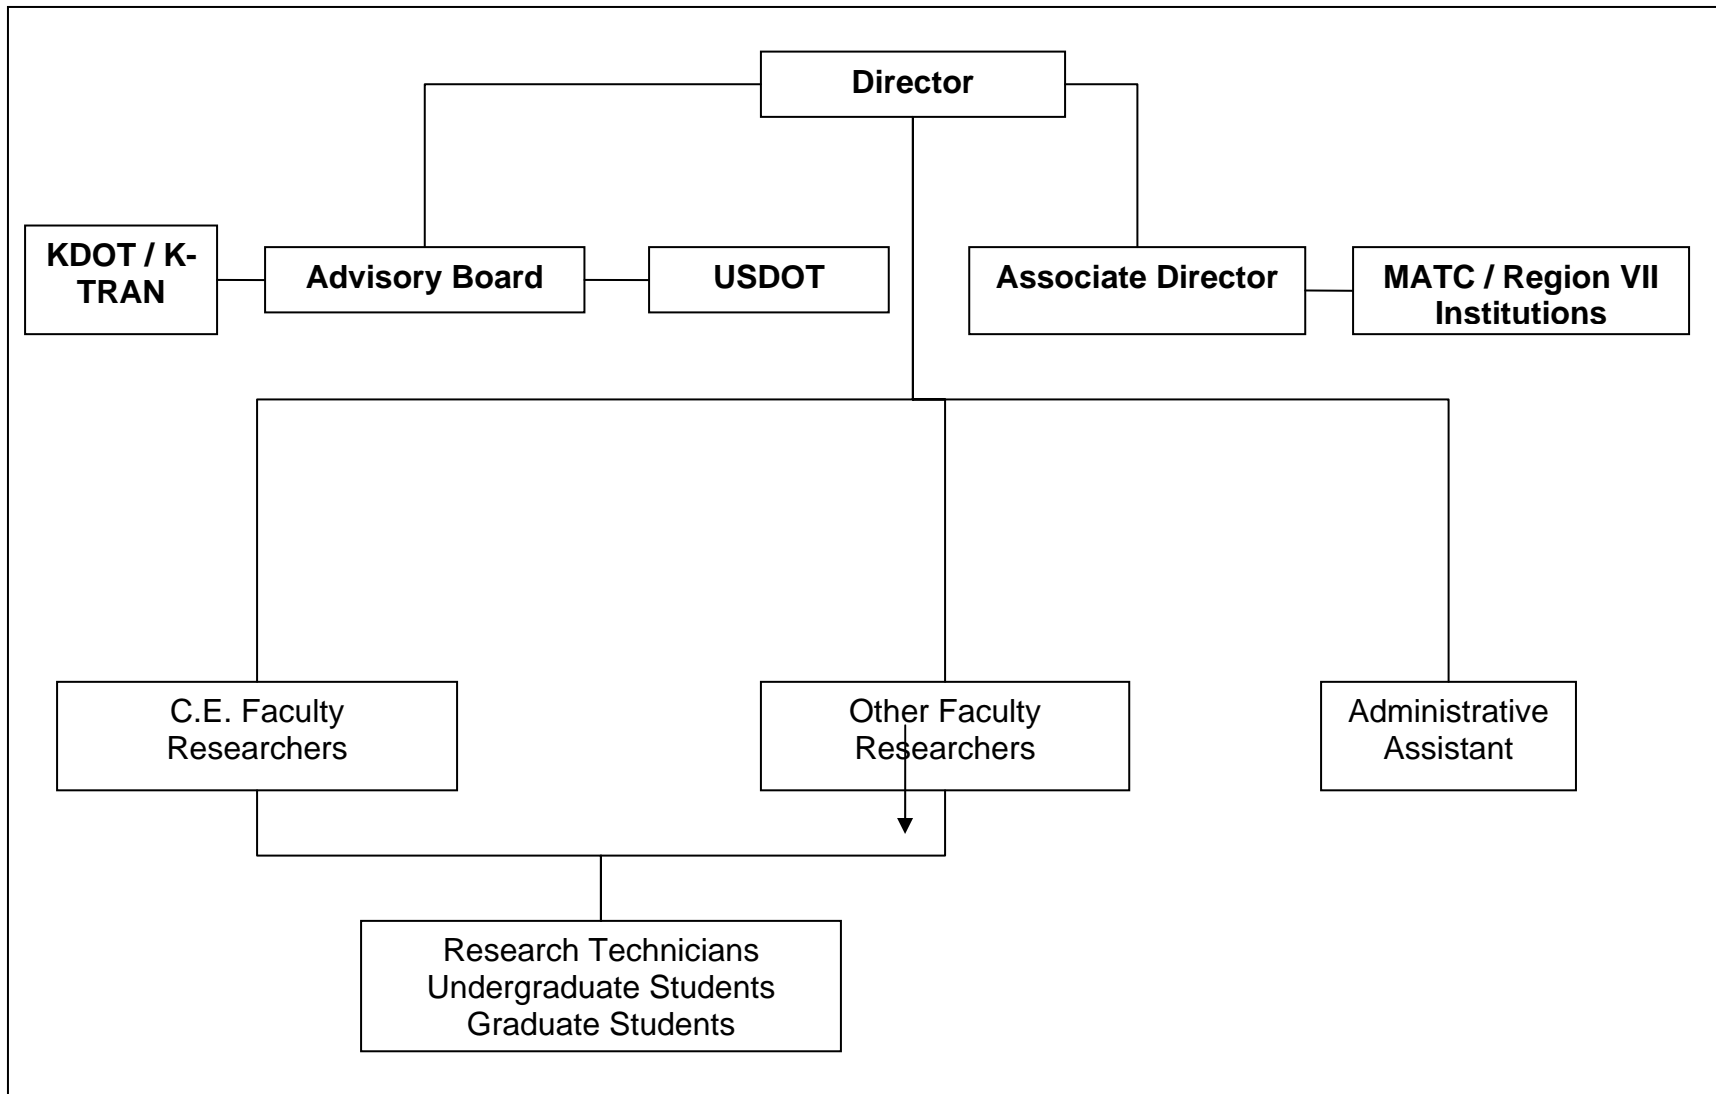 Director
KDOT / K-
TRAN
Advisory Board
USDOT
Associate Director
MATC / Region VII
Institutions
C.E. Faculty
Researchers
Other Faculty
Researchers
Administrative
Assistant
Research Technicians
Undergraduate Students
Graduate Students